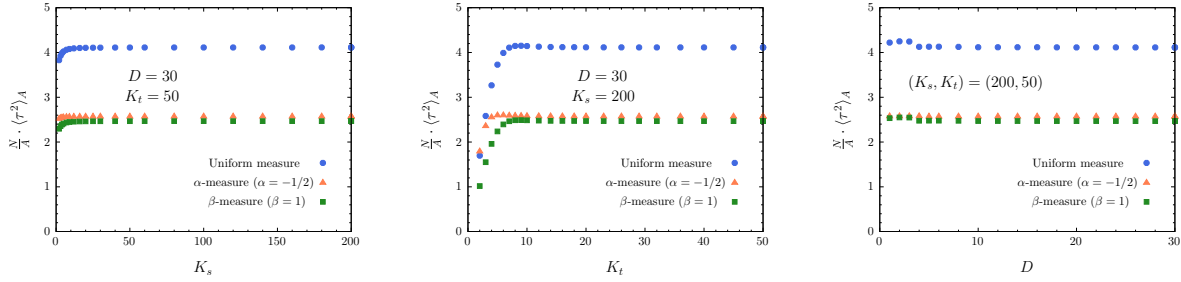 5
4
3
2
1
0
0
50
100
150
200
N/A · ⟨τ²⟩_A
K_s
D = 30
K_t = 50
Uniform measure
α-measure (α = −1/2)
β-measure (β = 1)
5
4
3
2
1
0
0
10
20
30
40
50
N/A · ⟨τ²⟩_A
K_t
D = 30
K_s = 200
Uniform measure
α-measure (α = −1/2)
β-measure (β = 1)
5
4
3
2
1
0
0
10
20
30
N/A · ⟨τ²⟩_A
D
(K_s, K_t) = (200, 50)
Uniform measure
α-measure (α = −1/2)
β-measure (β = 1)